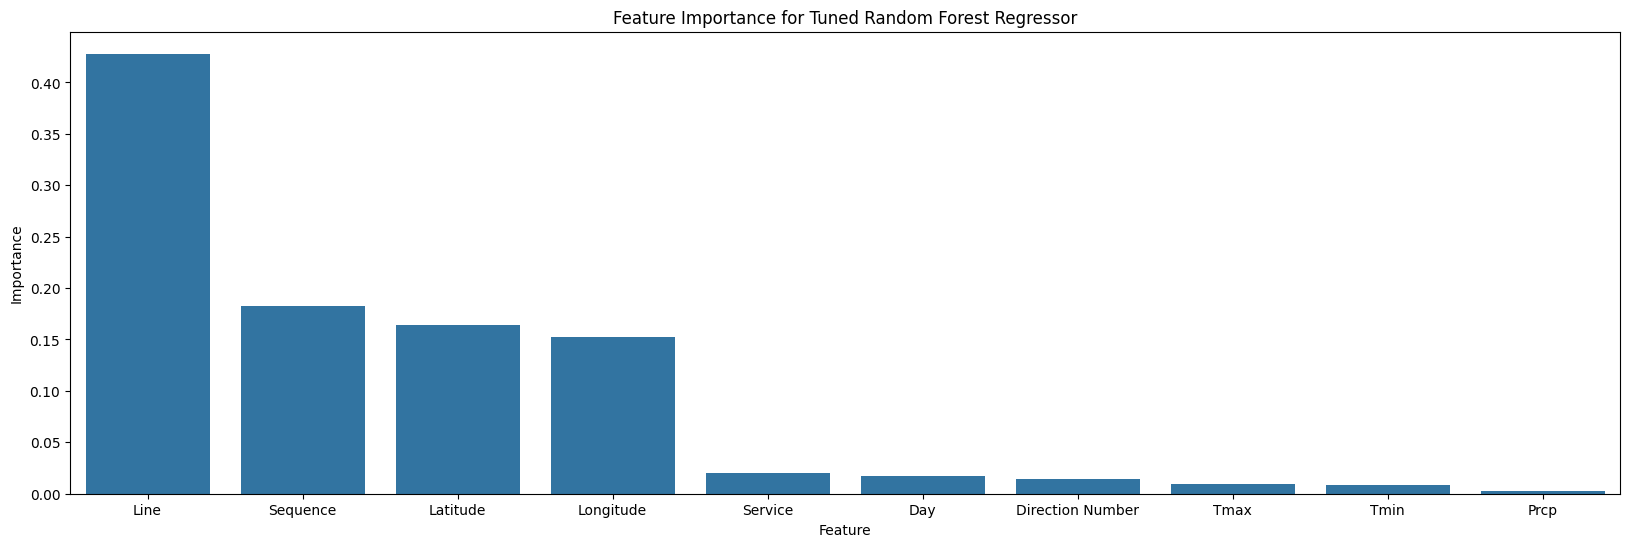 Feature Importance for Tuned Random Forest Regressor
Importance
0.40
0.35
0.30
0.25
0.20
0.15
0.10
0.05
0.00
Line Sequence Latitude Longitude Service Day Direction Number Tmax Tmin Prcp
Feature